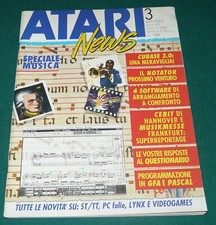 ATARI
3
News
SPECIALE
MUSICA
CUBASE 2.0:
UNA MERAVIGLIA!
IL NOTATOR
PROSSIMO VENTURO
4 SOFTWARE DI
ARRANGIAMENTO
A CONFRONTO
CEBIT DI
HANNOVER E
MUSIKMESSE
FRANKFURT:
SUPERREPORTAGE
LE VOSTRE RISPOSTE
AL QUESTIONARIO
PROGRAMMAZIONE
IN GFA E PASCAL
TUTTE LE NOVITA' SU: ST/TT, PC folio, LYNX E VIDEOGAMES